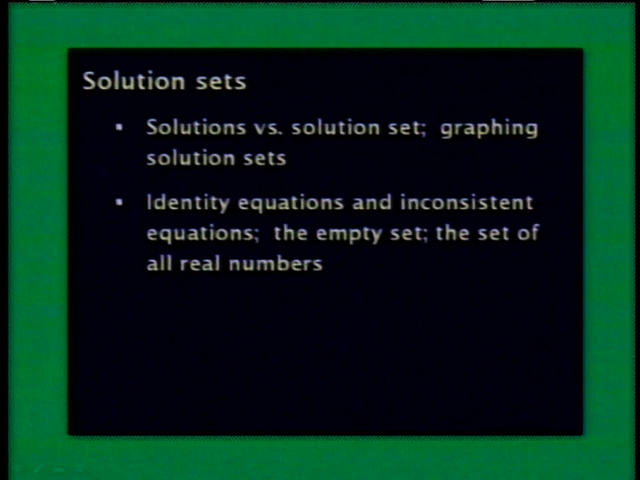 Solution sets
▪ Solutions vs. solution set; graphing
solution sets
▪ Identity equations and inconsistent
equations; the empty set; the set of
all real numbers